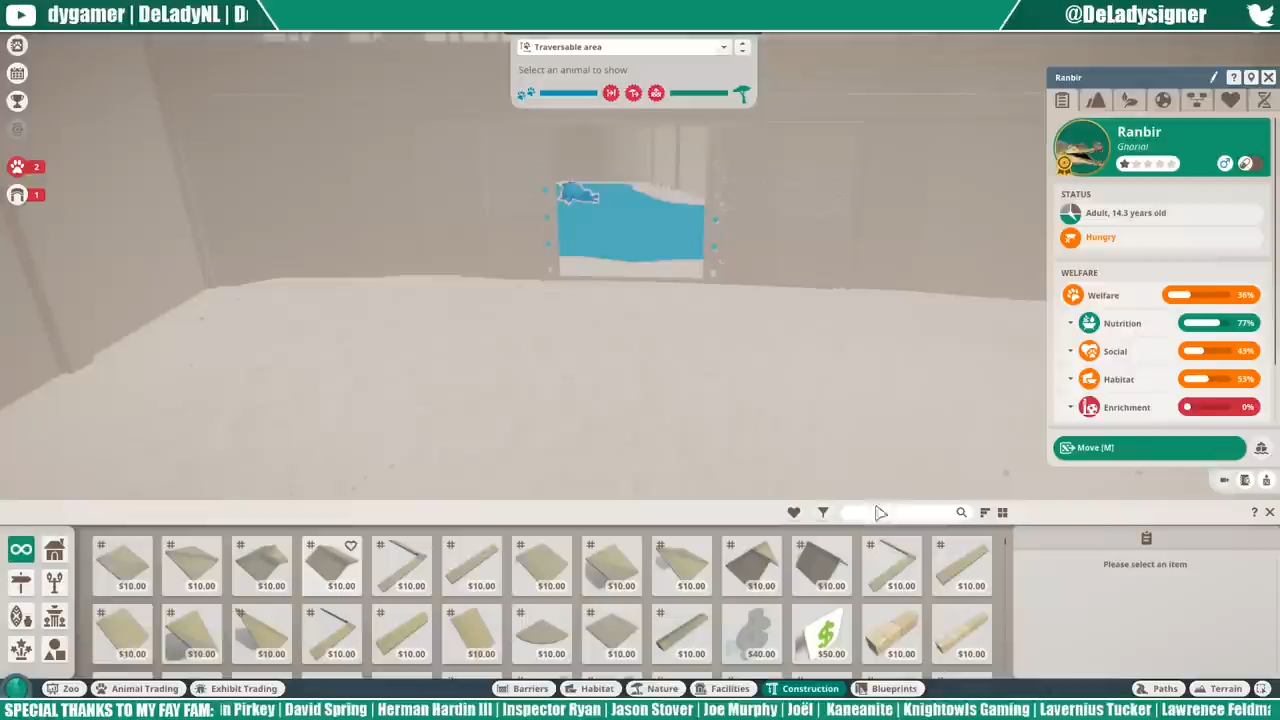 dygamer | DeLadyNL | D
@DeLadysigner
Traversable area
Select an animal to show
2
1
Ranbir
?
Ranbir
Gharial
STATUS
Adult, 14.3 years old
Hungry
WELFARE
Welfare 36%
Nutrition 77%
Social 43%
Habitat 53%
Enrichment 0%
Move [M]
?
# $10.00 # $10.00 # $10.00 # $10.00 # $10.00 # $10.00 # $10.00 # $10.00 # $10.00 # $10.00 # $10.00 # $10.00 # $10.00
Please select an item
# $10.00 # $10.00 # $10.00 # $10.00 # $10.00 # $10.00 # $10.00 # $10.00 # $10.00 $40.00 $50.00 $10.00 $10.00
Zoo Animal Trading Exhibit Trading Barriers Habitat Nature Facilities Construction Blueprints Paths Terrain
SPECIAL THANKS TO MY FAY FAM: in Pirkey | David Spring | Herman Hardin III | Inspector Ryan | Jason Stover | Joe Murphy | Joël | Kaneanite | Knightowls Gaming | Lavernius Tucker | Lawrence Feldma